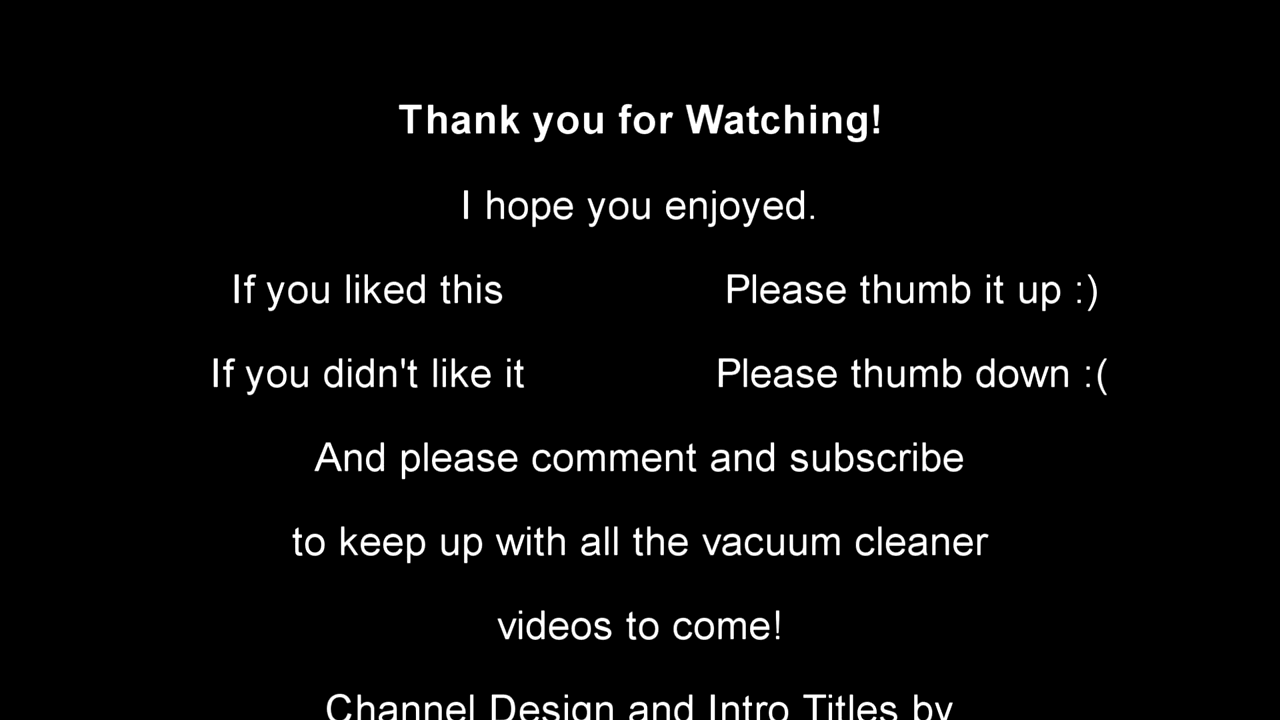 Thank you for Watching!
I hope you enjoyed.
If you liked this Please thumb it up :)
If you didn't like it Please thumb down :(
And please comment and subscribe
to keep up with all the vacuum cleaner
videos to come!
Channel Design and Intro Titles by